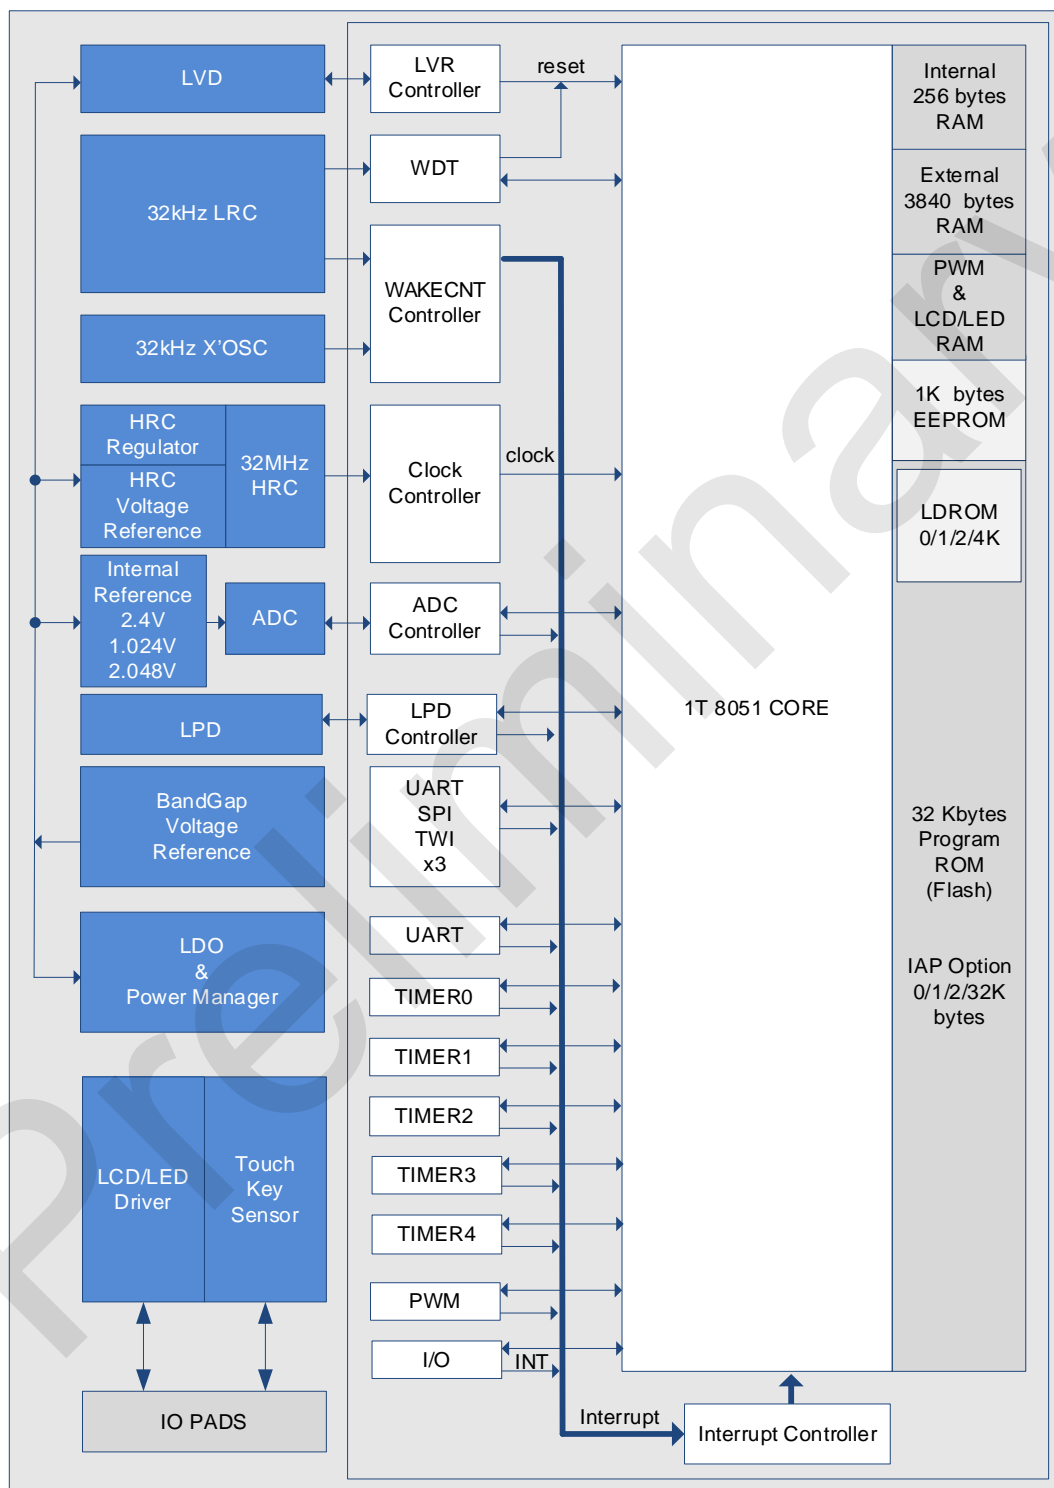 LVD
32kHz LRC
32kHz X'OSC
HRC
Regulator
HRC
Voltage
Reference
32MHz
HRC
Internal
Reference
2.4V
1.024V
2.048V
ADC
LPD
BandGap
Voltage
Reference
LDO
&
Power Manager
LCD/LED
Driver
Touch
Key
Sensor
IO PADS
LVR
Controller
WDT
WAKECNT
Controller
Clock
Controller
ADC
Controller
LPD
Controller
UART
SPI
TWI
x3
UART
TIMER0
TIMER1
TIMER2
TIMER3
TIMER4
PWM
I/O
reset
clock
INT
Interrupt
1T 8051 CORE
Interrupt Controller
Internal
256 bytes
RAM
External
3840 bytes
RAM
PWM
&
LCD/LED
RAM
1K bytes
EEPROM
LDROM
0/1/2/4K
32 Kbytes
Program
ROM
(Flash)
IAP Option
0/1/2/32K
bytes
Preliminary